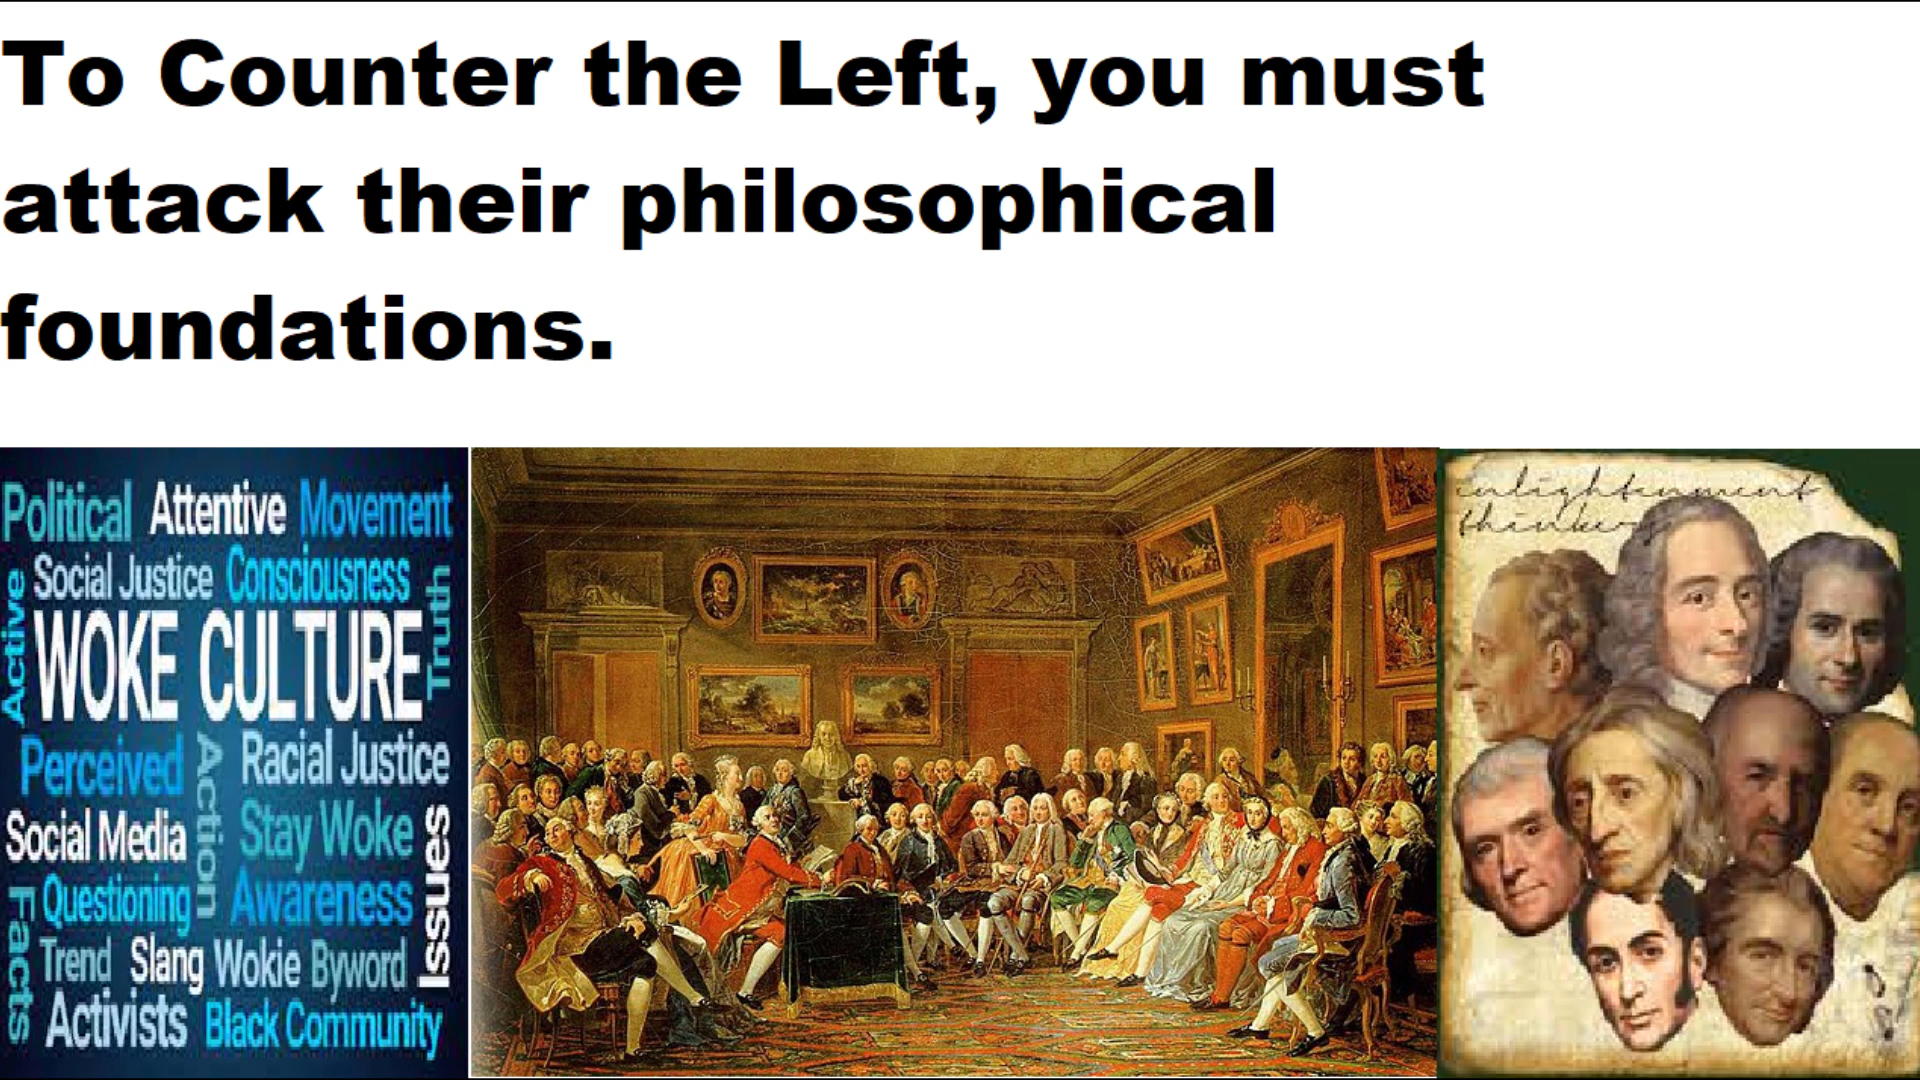 To Counter the Left, you must
attack their philosophical
foundations.
Political Attentive Movement
Social Justice Consciousness
Active
WOKE CULTURE
Truth
Perceived
Action
Racial Justice
Social Media
Stay Woke
Issues
Questioning
Awareness
Facts
Trend Slang Wokie Byword
Activists Black Community
enlightenment
thinkers